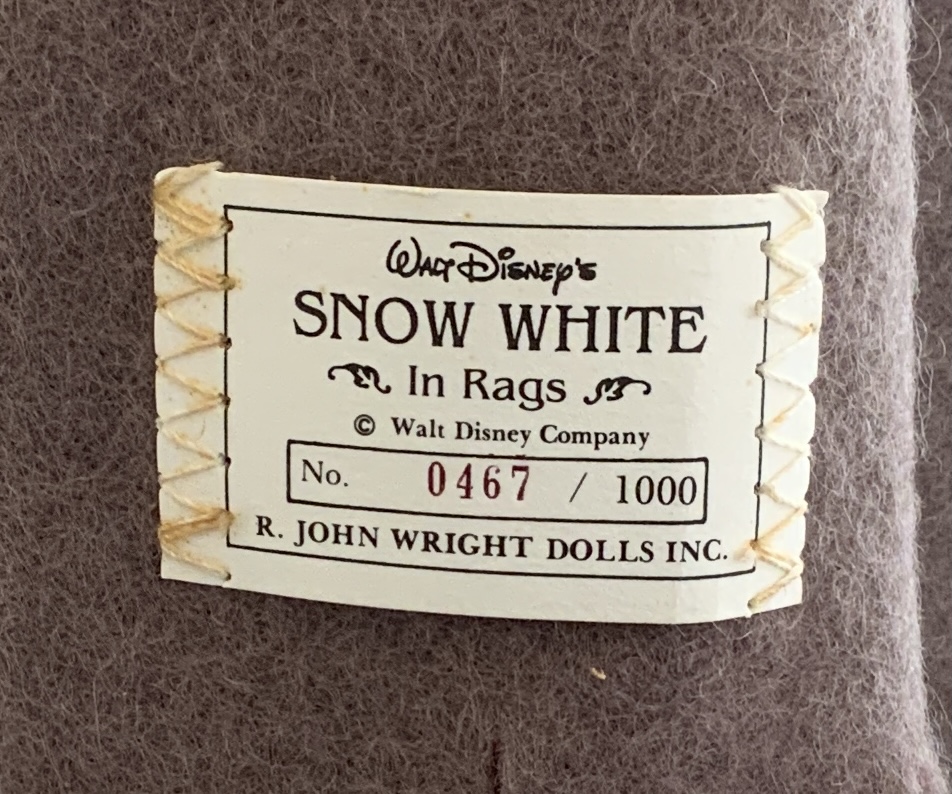 Walt Disney's
SNOW WHITE
In Rags
© Walt Disney Company
No. 0467 / 1000
R. JOHN WRIGHT DOLLS INC.